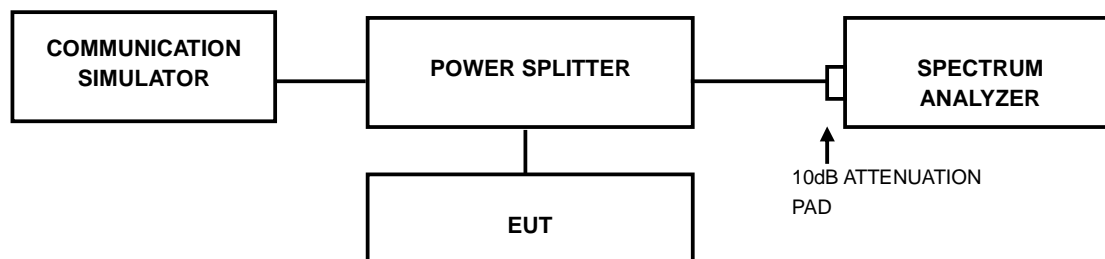 COMMUNICATION
SIMULATOR
POWER SPLITTER
SPECTRUM
ANALYZER
10dB ATTENUATION
PAD
EUT